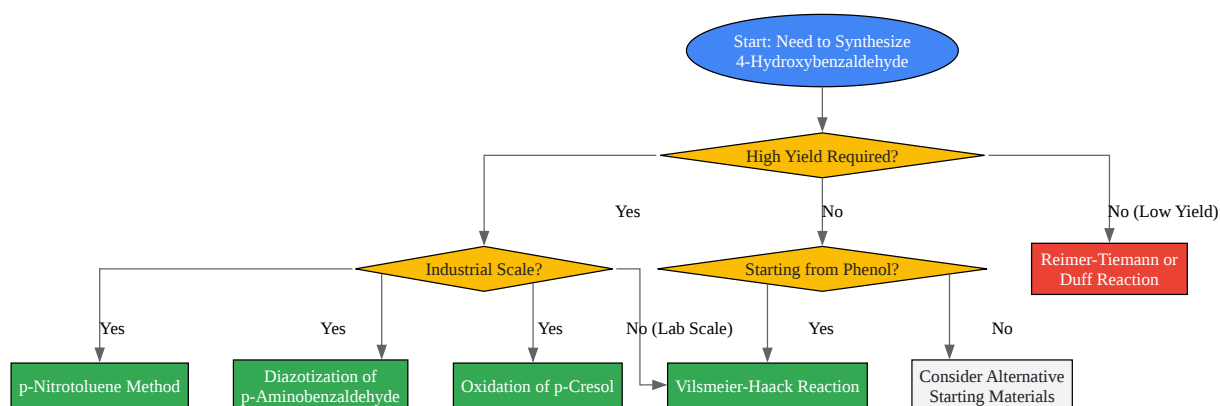 Start: Need to Synthesize
4-Hydroxybenzaldehyde
High Yield Required?
Yes
No
No (Low Yield)
Industrial Scale?
Starting from Phenol?
Reimer-Tiemann or
Duff Reaction
Yes
Yes
Yes
No (Lab Scale)
Yes
No
p-Nitrotoluene Method
Diazotization of
p-Aminobenzaldehyde
Oxidation of p-Cresol
Vilsmeier-Haack Reaction
Consider Alternative
Starting Materials